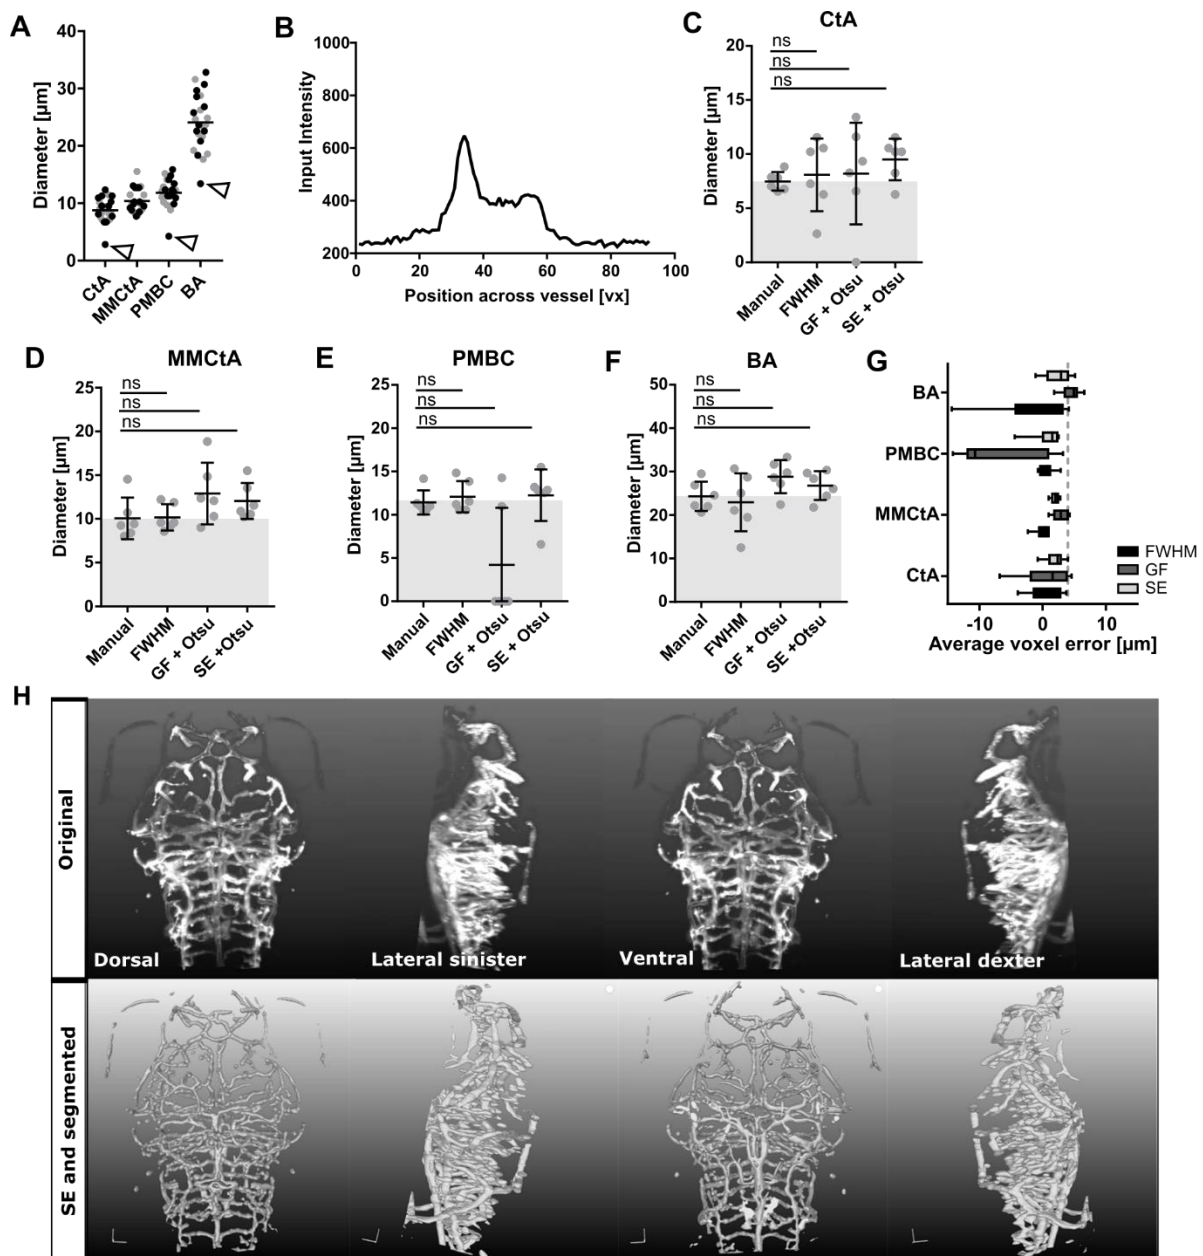 A
Diameter [µm]
40
30
20
10
0
CtA
MMCtA
PMBC
BA
B
Input Intensity
1000
800
600
400
200
0
20
40
60
80
100
Position across vessel [vx]
C
CtA
Diameter [µm]
20
15
10
5
0
ns
ns
ns
Manual
FWHM
GF + Otsu
SE + Otsu
D
MMCtA
Diameter [µm]
25
20
15
10
5
0
ns
ns
ns
Manual
FWHM
GF + Otsu
SE +Otsu
E
PMBC
Diameter [µm]
25
20
15
10
5
0
ns
ns
ns
Manual
FWHM
GF + Otsu
SE + Otsu
F
BA
Diameter [µm]
50
40
30
20
10
0
ns
ns
ns
Manual
FWHM
GF + Otsu
SE +Otsu
G
BA
PMBC
MMCtA
CtA
FWHM
GF
SE
-10
0
10
Average voxel error [µm]
H
Original
Dorsal
Lateral sinister
Ventral
Lateral dexter
SE and segmented